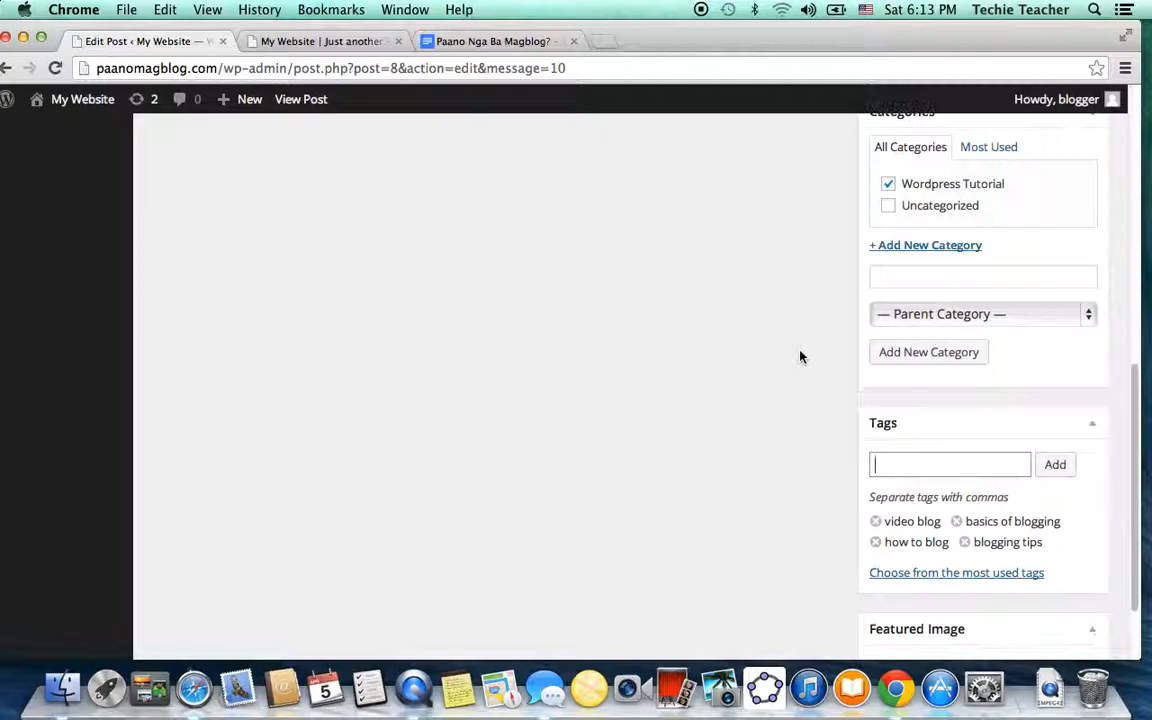 Chrome File Edit View History Bookmarks Window Help Sat 6:13 PM Techie Teacher
Edit Post ‹ My Website — My Website | Just another Paano Nga Ba Magblog? -
paanomagblog.com/wp-admin/post.php?post=8&action=edit&message=10
My Website 2 0 New View Post Howdy, blogger
Categories
All Categories Most Used
Wordpress Tutorial
Uncategorized
+ Add New Category
— Parent Category —
Add New Category
Tags
Add
Separate tags with commas
video blog basics of blogging
how to blog blogging tips
Choose from the most used tags
Featured Image
5